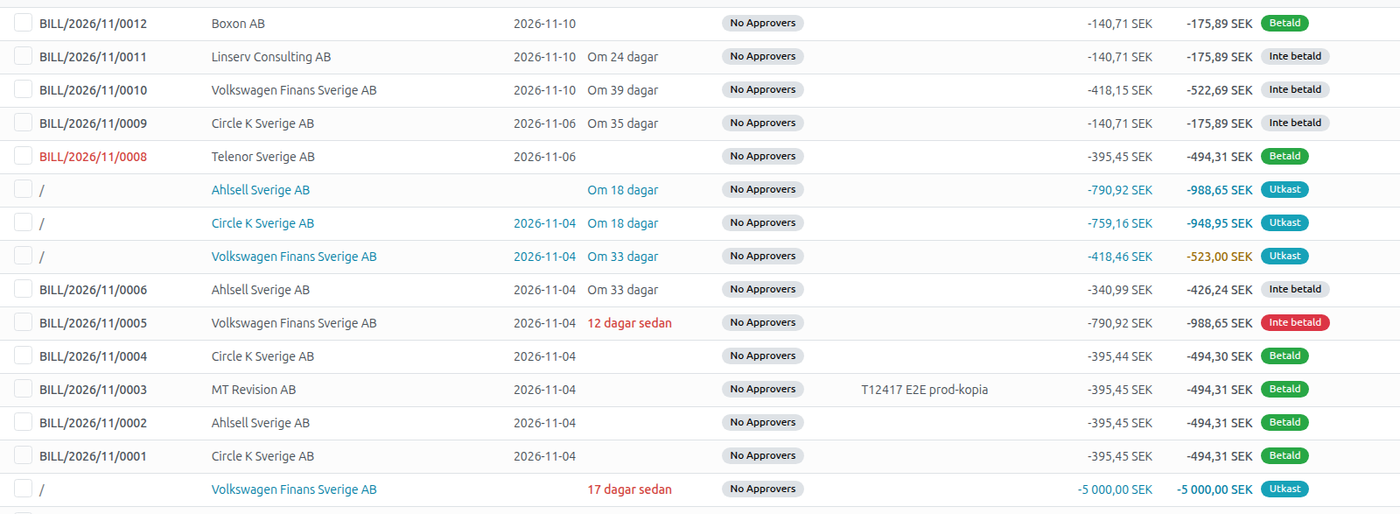 BILL/2026/11/0012 Boxon AB 2026-11-10 No Approvers -140,71 SEK -175,89 SEK Betald
BILL/2026/11/0011 Linserv Consulting AB 2026-11-10 Om 24 dagar No Approvers -140,71 SEK -175,89 SEK Inte betald
BILL/2026/11/0010 Volkswagen Finans Sverige AB 2026-11-10 Om 39 dagar No Approvers -418,15 SEK -522,69 SEK Inte betald
BILL/2026/11/0009 Circle K Sverige AB 2026-11-06 Om 35 dagar No Approvers -140,71 SEK -175,89 SEK Inte betald
BILL/2026/11/0008 Telenor Sverige AB 2026-11-06 No Approvers -395,45 SEK -494,31 SEK Betald
/ Ahlsell Sverige AB Om 18 dagar No Approvers -790,92 SEK -988,65 SEK Utkast
/ Circle K Sverige AB 2026-11-04 Om 18 dagar No Approvers -759,16 SEK -948,95 SEK Utkast
/ Volkswagen Finans Sverige AB 2026-11-04 Om 33 dagar No Approvers -418,46 SEK -523,00 SEK Utkast
BILL/2026/11/0006 Ahlsell Sverige AB 2026-11-04 Om 33 dagar No Approvers -340,99 SEK -426,24 SEK Inte betald
BILL/2026/11/0005 Volkswagen Finans Sverige AB 2026-11-04 12 dagar sedan No Approvers -790,92 SEK -988,65 SEK Inte betald
BILL/2026/11/0004 Circle K Sverige AB 2026-11-04 No Approvers -395,44 SEK -494,30 SEK Betald
BILL/2026/11/0003 MT Revision AB 2026-11-04 No Approvers T12417 E2E prod-kopia -395,45 SEK -494,31 SEK Betald
BILL/2026/11/0002 Ahlsell Sverige AB 2026-11-04 No Approvers -395,45 SEK -494,31 SEK Betald
BILL/2026/11/0001 Circle K Sverige AB 2026-11-04 No Approvers -395,45 SEK -494,31 SEK Betald
/ Volkswagen Finans Sverige AB 17 dagar sedan No Approvers -5 000,00 SEK -5 000,00 SEK Utkast